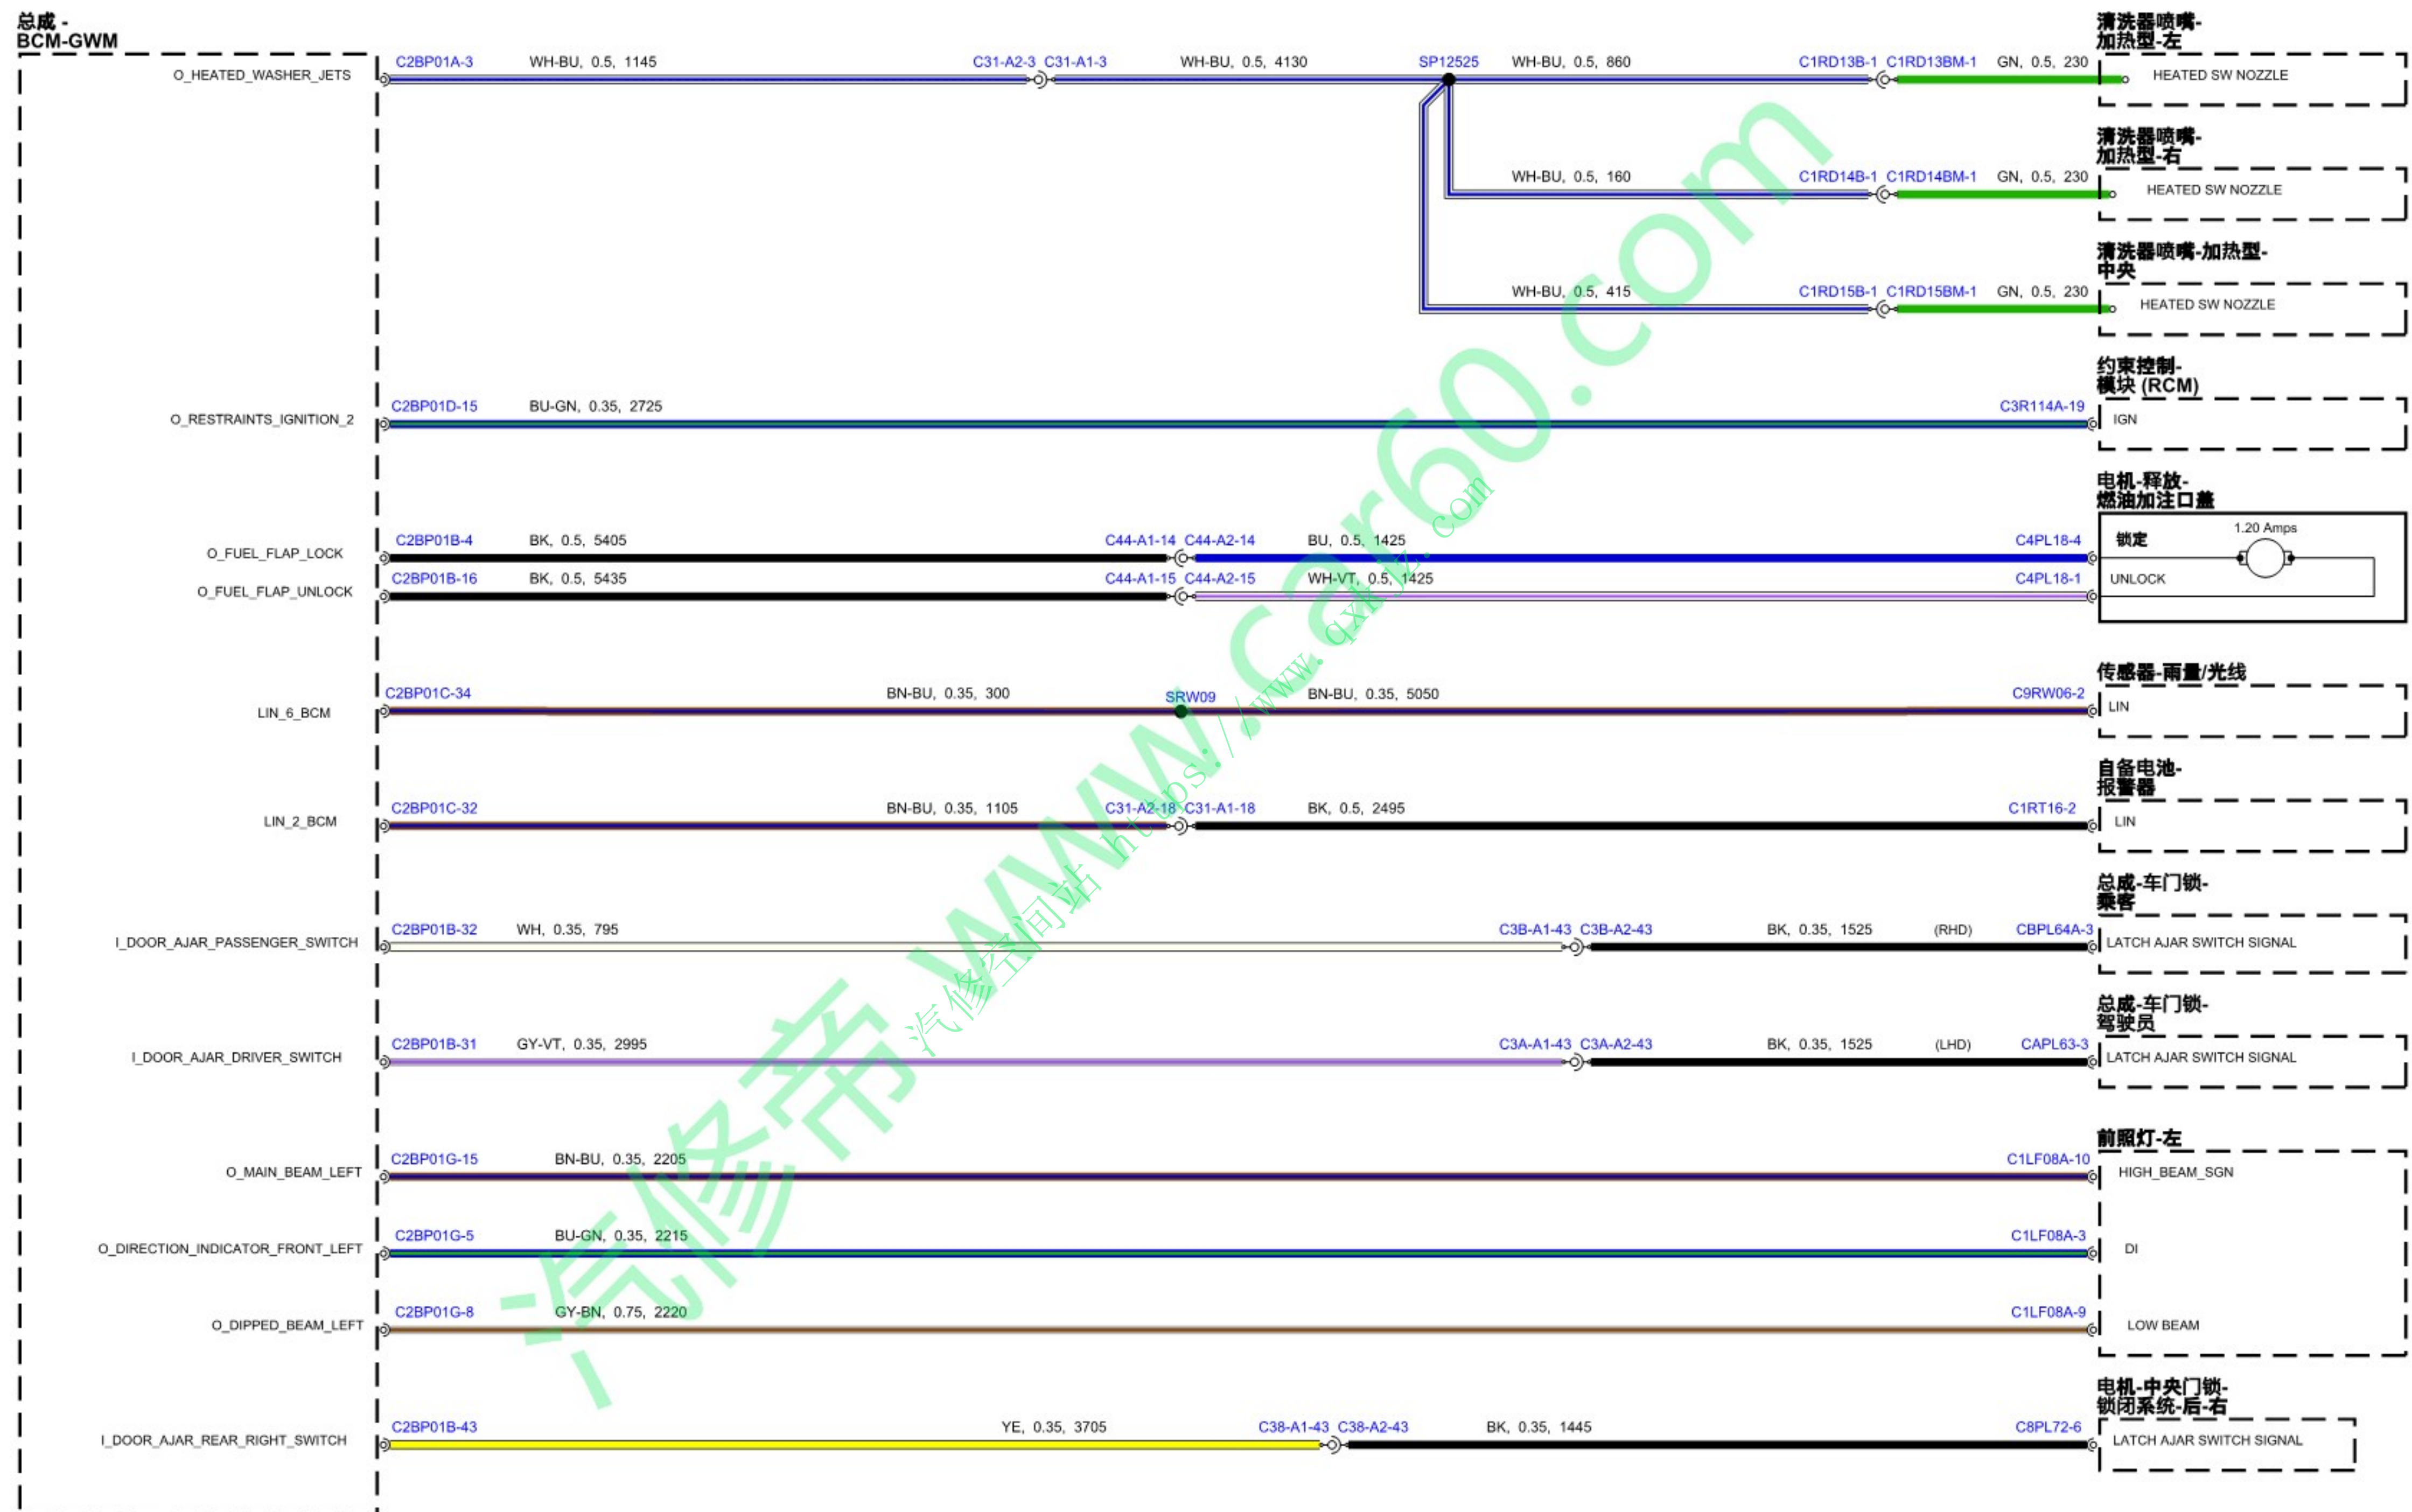 总成 -
BCM-GWM
清洗器喷嘴-
加热型-左
O_HEATED_WASHER_JETS
C2BP01A-3 WH-BU, 0.5, 1145 C31-A2-3 C31-A1-3 WH-BU, 0.5, 4130 SP12525 WH-BU, 0.5, 860 C1RD13B-1 C1RD13BM-1 GN, 0.5, 230
HEATED SW NOZZLE
清洗器喷嘴-
加热型-右
WH-BU, 0.5, 160 C1RD14B-1 C1RD14BM-1 GN, 0.5, 230
HEATED SW NOZZLE
清洗器喷嘴-加热型-
中央
WH-BU, 0.5, 415 C1RD15B-1 C1RD15BM-1 GN, 0.5, 230
HEATED SW NOZZLE
约束控制-
模块 (RCM)
C2BP01D-15 BU-GN, 0.35, 2725 C3R114A-19
O_RESTRAINTS_IGNITION_2 IGN
电机-释放-
燃油加注口盖
1.20 Amps
C2BP01B-4 BK, 0.5, 5405 C44-A1-14 C44-A2-14 BU, 0.5, 1425 C4PL18-4
O_FUEL_FLAP_LOCK 锁定
C2BP01B-16 BK, 0.5, 5435 C44-A1-15 C44-A2-15 WH-VT, 0.5, 1425 C4PL18-1
O_FUEL_FLAP_UNLOCK UNLOCK
传感器-雨量/光线
C2BP01C-34 BN-BU, 0.35, 300 SRW09 BN-BU, 0.35, 5050 C9RW06-2
LIN_6_BCM LIN
自备电池-
报警器
C2BP01C-32 BN-BU, 0.35, 1105 C31-A2-18 C31-A1-18 BK, 0.5, 2495 C1RT16-2
LIN_2_BCM LIN
总成-车门锁-
乘客
C2BP01B-32 WH, 0.35, 795 C3B-A1-43 C3B-A2-43 BK, 0.35, 1525 (RHD) CBPL64A-3
I_DOOR_AJAR_PASSENGER_SWITCH LATCH AJAR SWITCH SIGNAL
总成-车门锁-
驾驶员
C2BP01B-31 GY-VT, 0.35, 2995 C3A-A1-43 C3A-A2-43 BK, 0.35, 1525 (LHD) CAPL63-3
I_DOOR_AJAR_DRIVER_SWITCH LATCH AJAR SWITCH SIGNAL
前照灯-左
C2BP01G-15 BN-BU, 0.35, 2205 C1LF08A-10
O_MAIN_BEAM_LEFT HIGH_BEAM_SGN
C2BP01G-5 BU-GN, 0.35, 2215 C1LF08A-3
O_DIRECTION_INDICATOR_FRONT_LEFT DI
C2BP01G-8 GY-BN, 0.75, 2220 C1LF08A-9
O_DIPPED_BEAM_LEFT LOW BEAM
电机-中央门锁-
锁闭系统-后-右
C2BP01B-43 YE, 0.35, 3705 C38-A1-43 C38-A2-43 BK, 0.35, 1445 C8PL72-6
I_DOOR_AJAR_REAR_RIGHT_SWITCH LATCH AJAR SWITCH SIGNAL
汽修帝 www.car60.com
汽修空间站 https://www.qxkjz.com